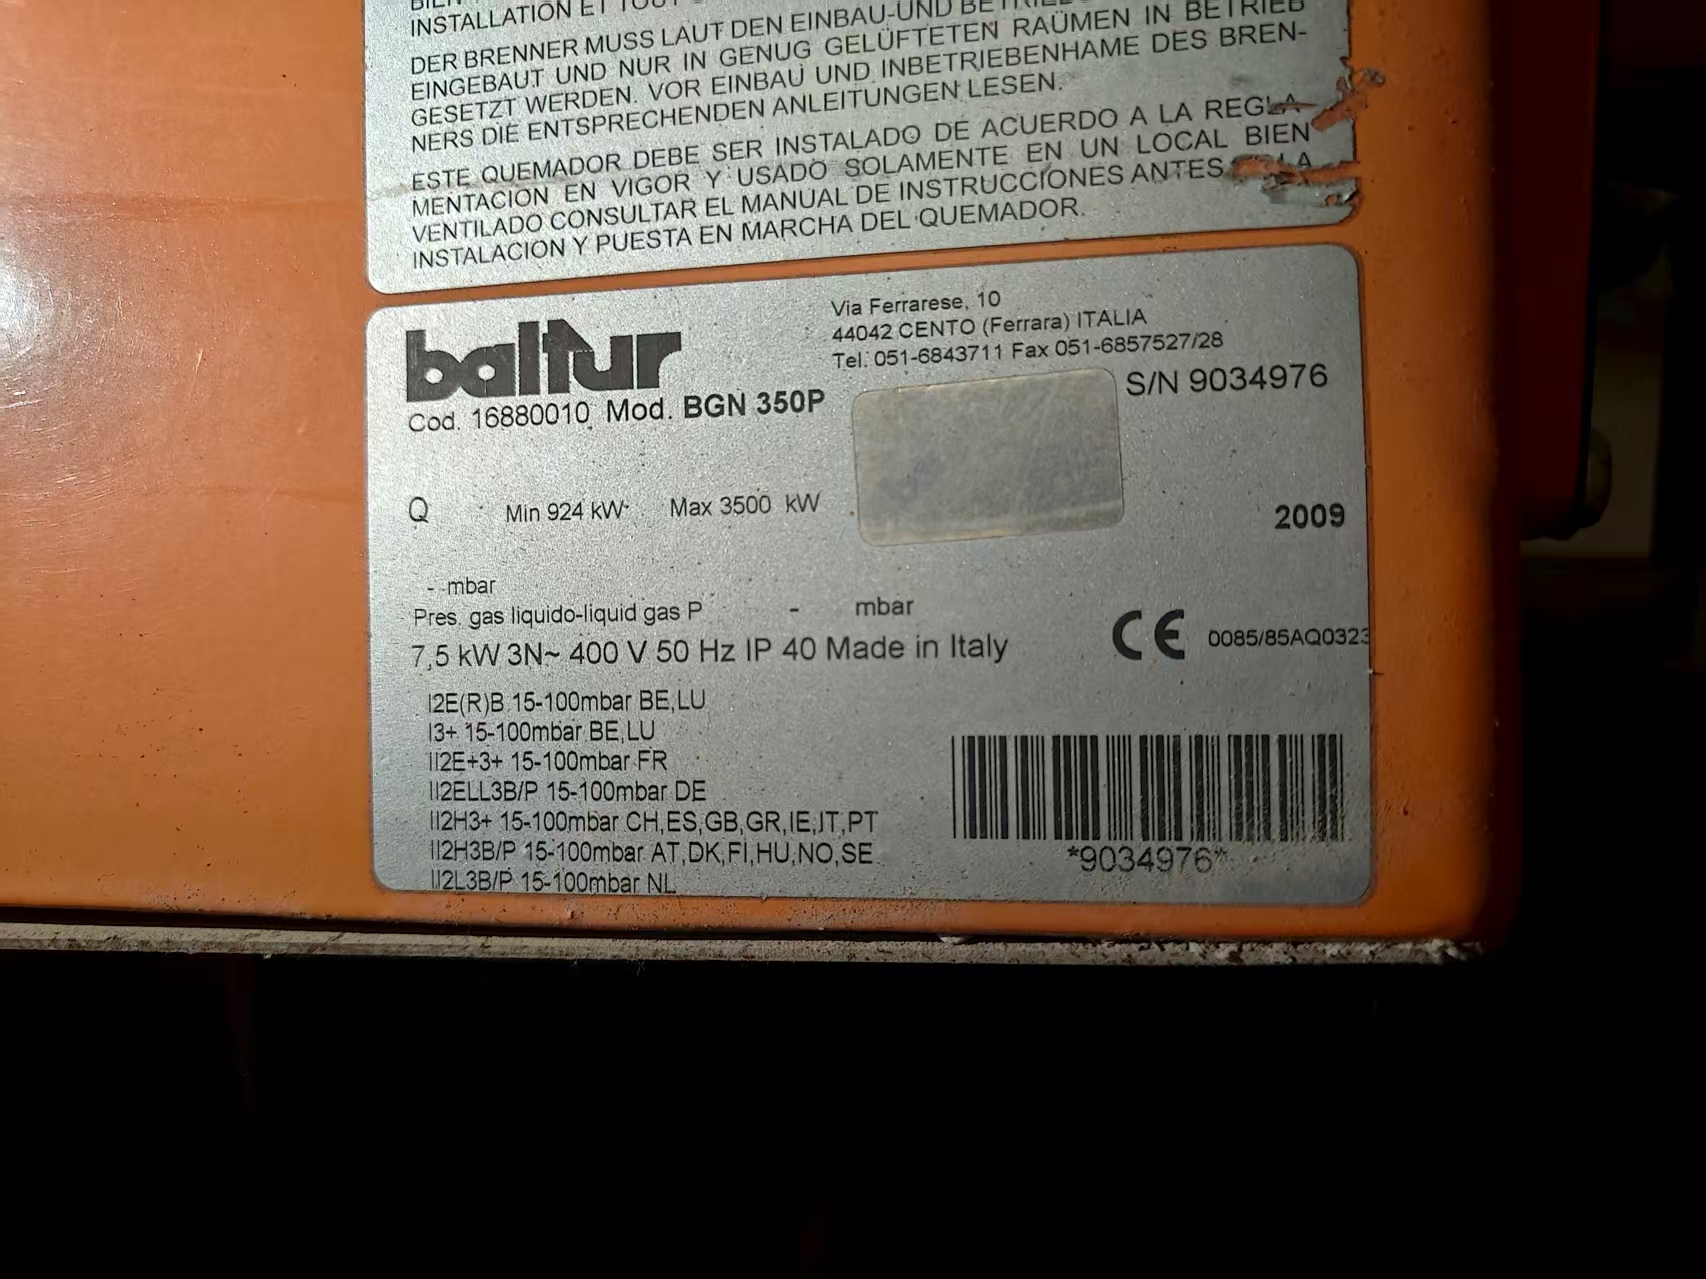 INSTALLATION ET TOUT
DER BRENNER MUSS LAUT DEN EINBAU-UND
EINGEBAUT UND NUR IN GENUG GELÜFTETEN RAÜMEN IN BETRIEB
GESETZT WERDEN. VOR EINBAU UND INBETRIEBENHAME DES BREN-
NERS DIE ENTSPRECHENDEN ANLEITUNGEN LESEN.
ESTE QUEMADOR DEBE SER INSTALADO DE ACUERDO A LA REGLA-
MENTACION EN VIGOR Y USADO SOLAMENTE EN UN LOCAL BIEN
VENTILADO CONSULTAR EL MANUAL DE INSTRUCCIONES ANTES LA
INSTALACION Y PUESTA EN MARCHA DEL QUEMADOR.
baltur
Via Ferrarese, 10
44042 CENTO (Ferrara) ITALIA
Tel. 051-6843711 Fax 051-6857527/28
Cod. 16880010 Mod. BGN 350P
S/N 9034976
Q Min 924 kW Max 3500 kW
2009
- mbar
Pres. gas liquido-liquid gas P - mbar
7,5 kW 3N~ 400 V 50 Hz IP 40 Made in Italy
CE 0085/85AQ0323
I2E(R)B 15-100mbar BE,LU
I3+ 15-100mbar BE,LU
II2E+3+ 15-100mbar FR
II2ELL3B/P 15-100mbar DE
II2H3+ 15-100mbar CH,ES,GB,GR,IE,IT,PT
II2H3B/P 15-100mbar AT,DK,FI,HU,NO,SE
II2L3B/P 15-100mbar NL
*9034976*